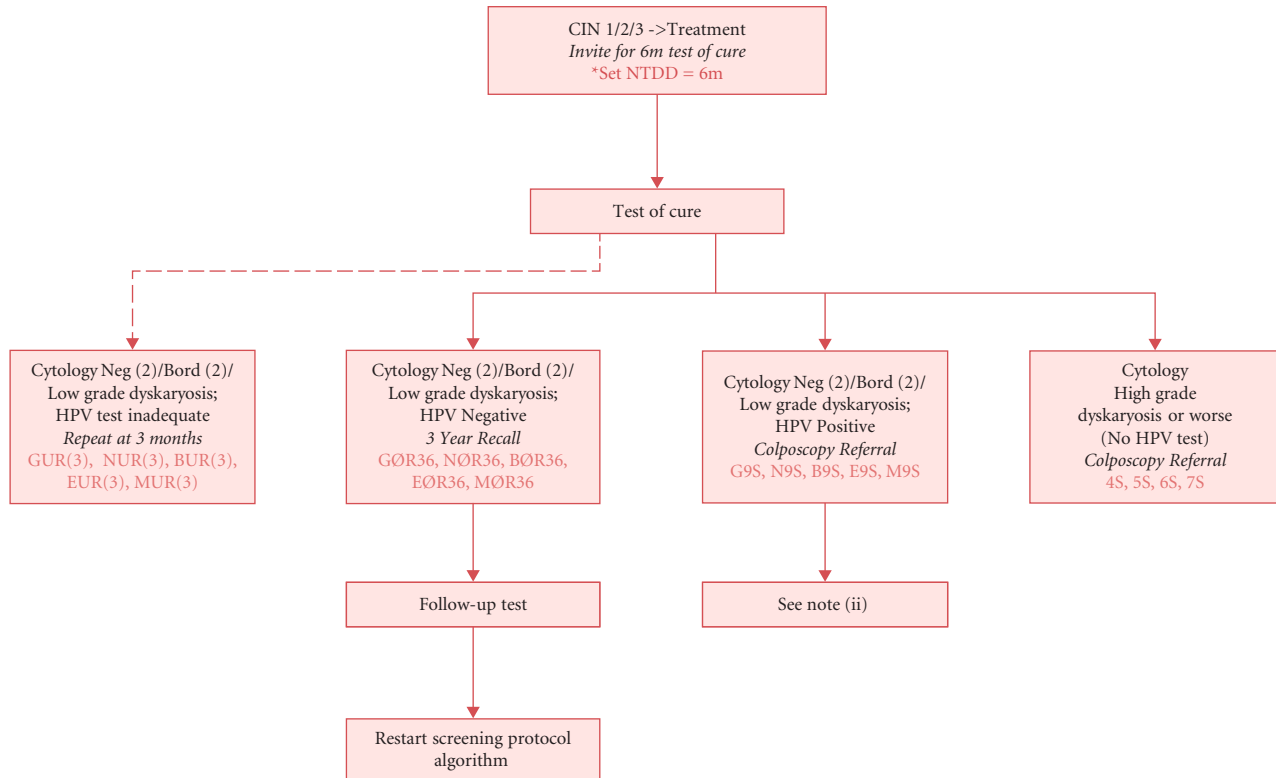 CIN 1/2/3 ->Treatment
Invite for 6m test of cure
*Set NTDD = 6m
Test of cure
Cytology Neg (2)/Bord (2)/
Low grade dyskaryosis;
HPV test inadequate
Repeat at 3 months
GUR(3), NUR(3), BUR(3),
EUR(3), MUR(3)
Cytology Neg (2)/Bord (2)/
Low grade dyskaryosis;
HPV Negative
3 Year Recall
GØR36, NØR36, BØR36,
EØR36, MØR36
Cytology Neg (2)/Bord (2)/
Low grade dyskaryosis;
HPV Positive
Colposcopy Referral
G9S, N9S, B9S, E9S, M9S
Cytology
High grade
dyskaryosis or worse
(No HPV test)
Colposcopy Referral
4S, 5S, 6S, 7S
Follow-up test
See note (ii)
Restart screening protocol
algorithm